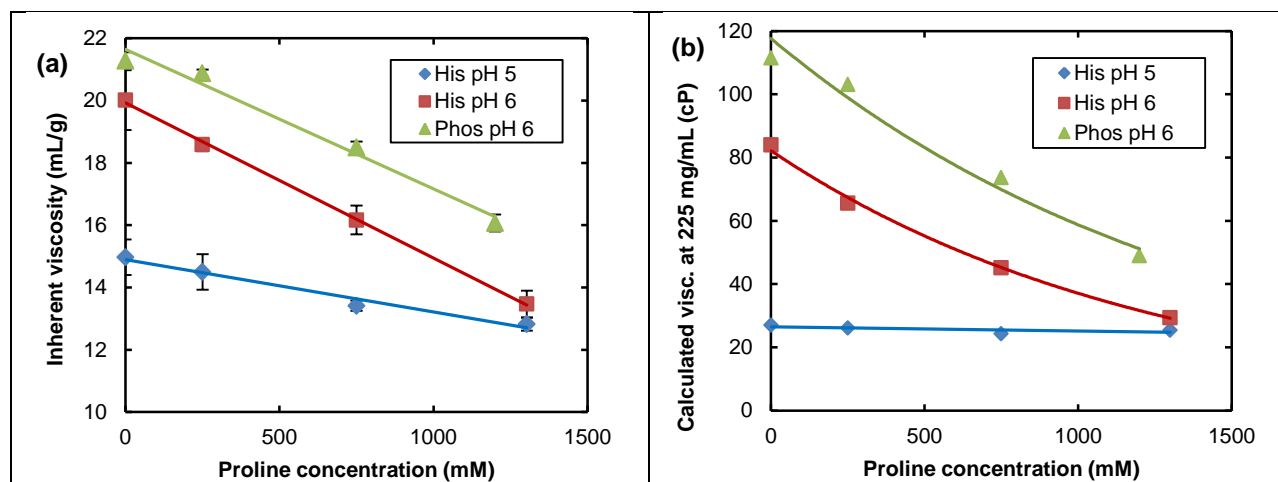 (a)
Inherent viscosity (mL/g)
22
20
18
16
14
12
10
His pH 5
His pH 6
Phos pH 6
0
500
1000
1500
Proline concentration (mM)
(b)
Calculated visc. at 225 mg/mL (cP)
120
100
80
60
40
20
0
His pH 5
His pH 6
Phos pH 6
0
500
1000
1500
Proline concentration (mM)